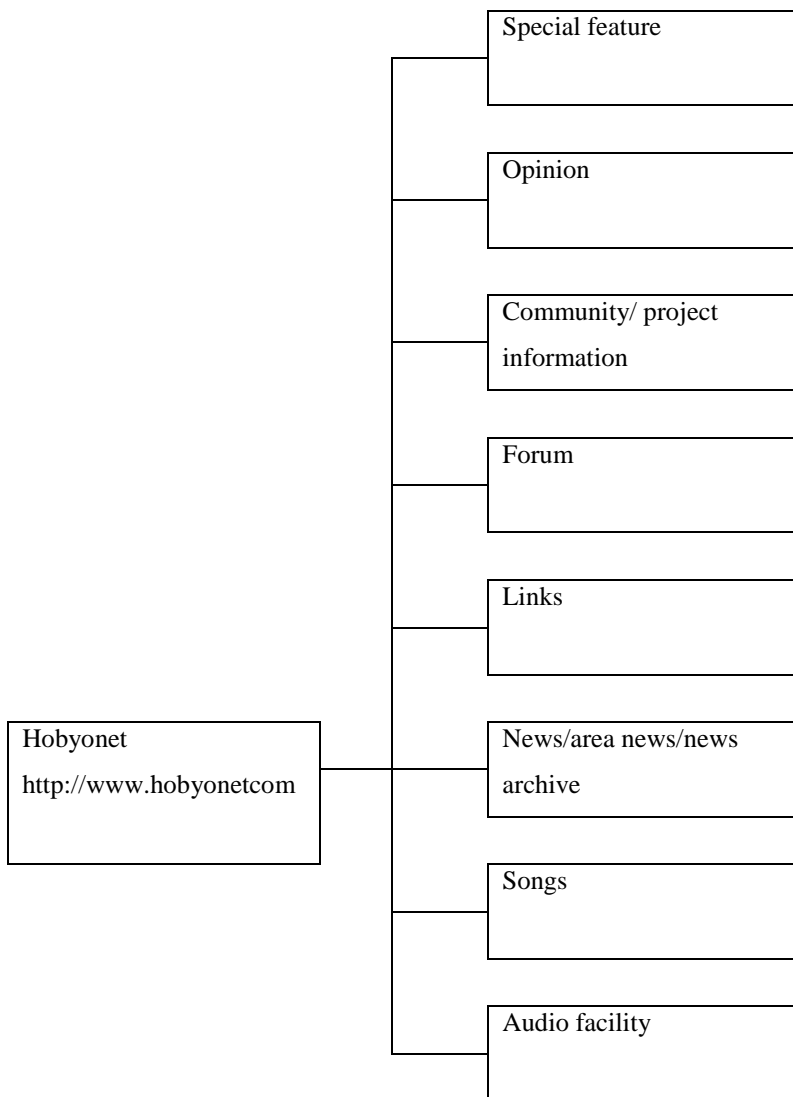 Special feature
Opinion
Community/ project
information
Forum
Links
Hobyonet
http://www.hobyonetcom
News/area news/news
archive
Songs
Audio facility